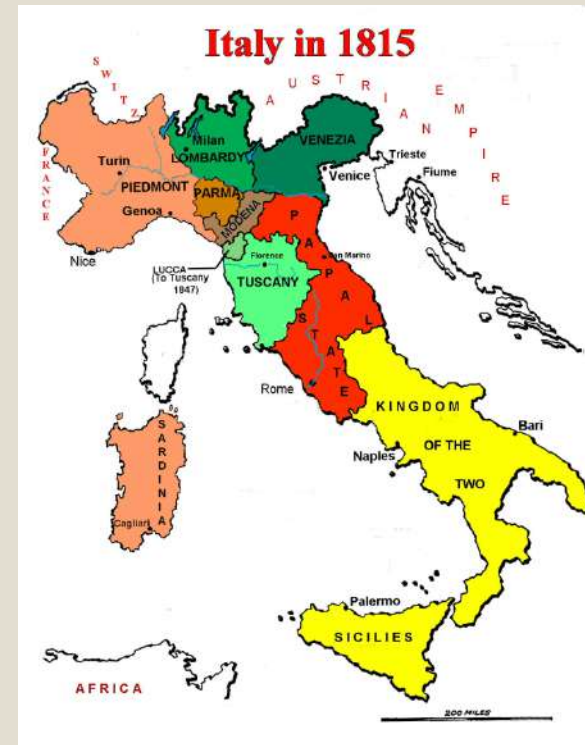 Italy in 1815
SWITZ
AUSTRIAN EMPIRE
FRANCE
Milan
LOMBARDY
VENEZIA
Trieste
Venice
Fiume
Turin
PIEDMONT
PARMA
Genoa
MODENA
PAPAL
STATE
Nice
LUCCA
(To Tuscany
1847)
Florence
San Marino
TUSCANY
Rome
KINGDOM
OF THE
TWO
SICILIES
Bari
Naples
SARDINIA
Cagliari
Palermo
AFRICA
200 MILES